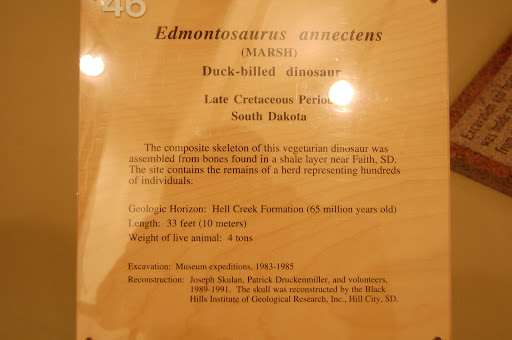 46
Edmontosaurus annectens
(MARSH)
Duck-billed dinosaur
Late Cretaceous Period
South Dakota
The composite skeleton of this vegetarian dinosaur was
assembled from bones found in a shale layer near Faith, SD.
The site contains the remains of a herd representing hundreds
of individuals.
Geologic Horizon: Hell Creek Formation (65 million years old)
Length: 33 feet (10 meters)
Weight of live animal: 4 tons
Excavation: Museum expeditions, 1983-1985
Reconstruction: Joseph Skulan, Patrick Druckenmiller, and volunteers,
1989-1991. The skull was reconstructed by the Black
Hills Institute of Geological Research, Inc., Hill City, SD.